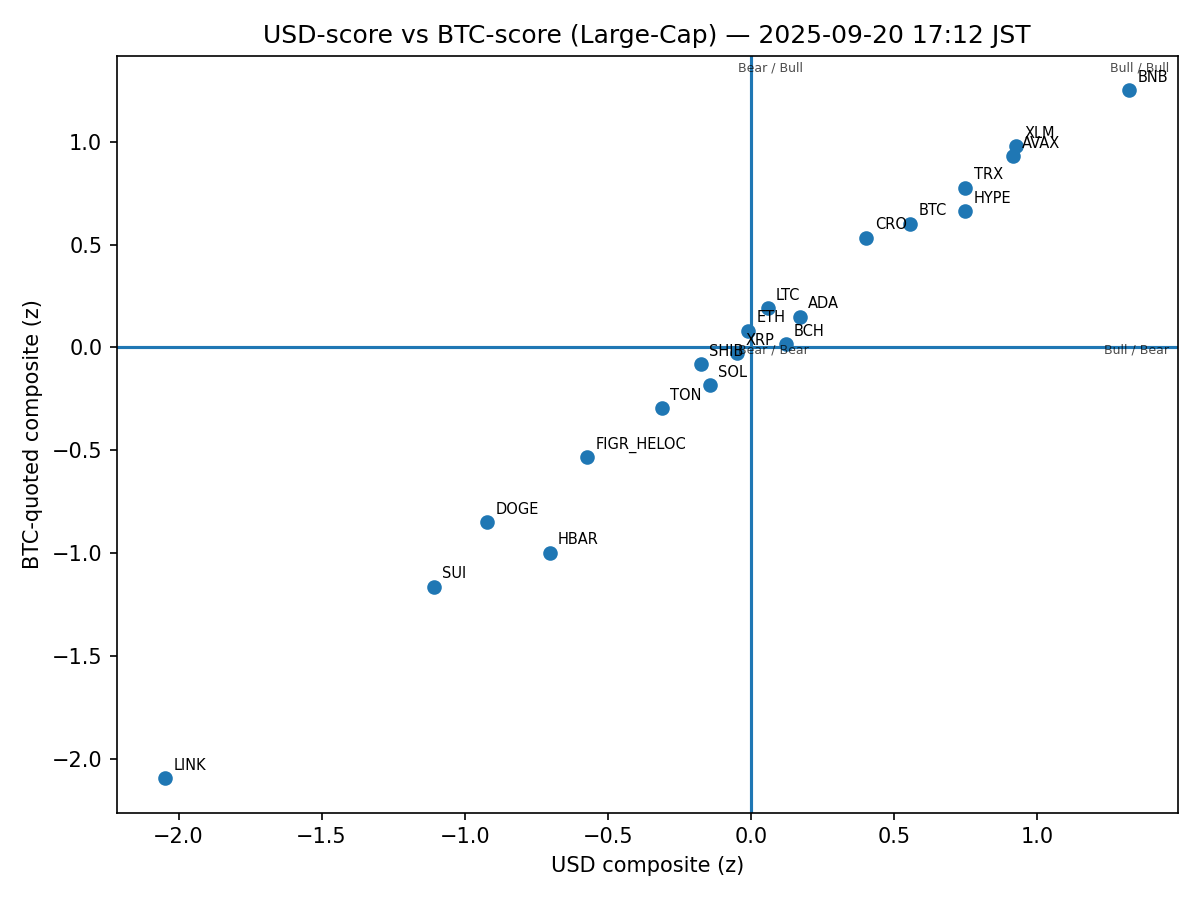 USD-score vs BTC-score (Large-Cap) — 2025-09-20 17:12 JST
Bear / Bull
Bull / Bull
BNB
XLM
AVAX
TRX
HYPE
BTC
CRO
LTC
ADA
ETH
BCH
XRP
SHIB
Bear / Bear
Bull / Bear
SOL
TON
FIGR_HELOC
DOGE
HBAR
SUI
LINK
1.0
0.5
0.0
−0.5
−1.0
−1.5
−2.0
BTC-quoted composite (z)
−2.0
−1.5
−1.0
−0.5
0.0
0.5
1.0
USD composite (z)